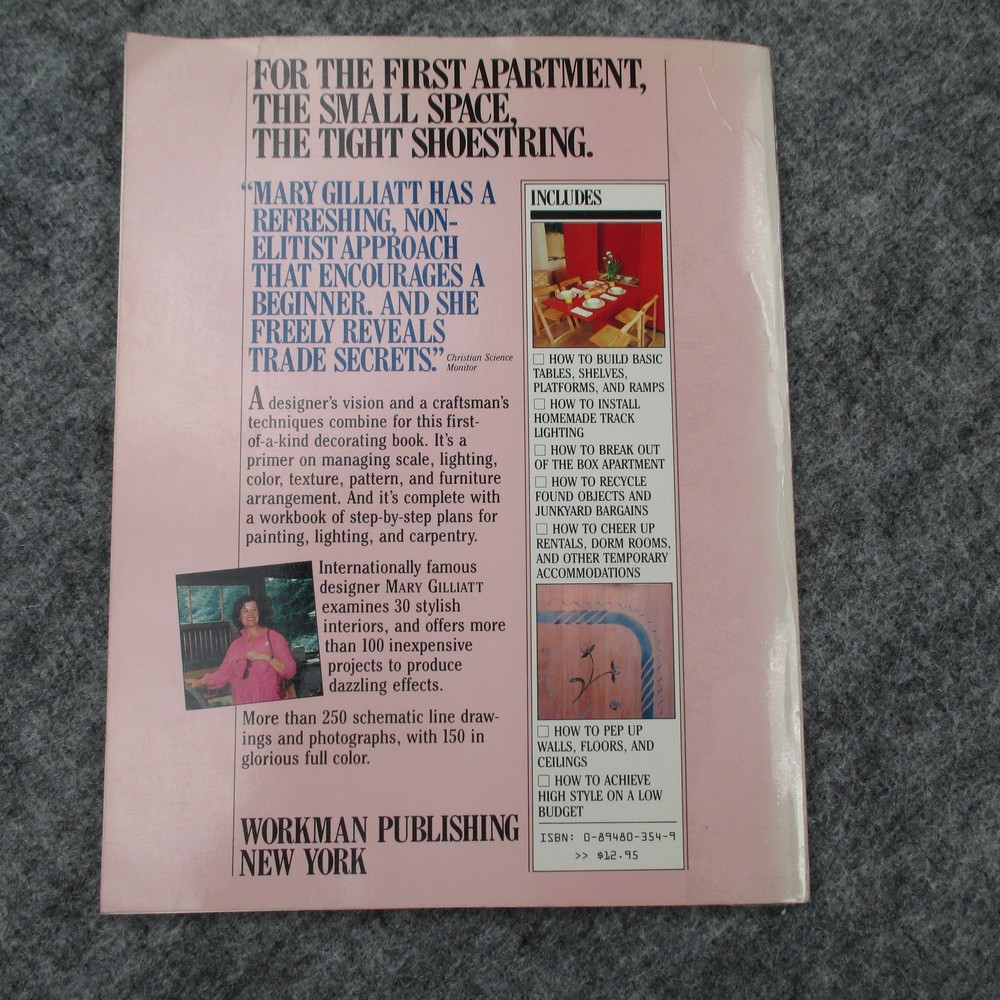 FOR THE FIRST APARTMENT,
THE SMALL SPACE,
THE TIGHT SHOESTRING.
“MARY GILLIATT HAS A
REFRESHING, NON-
ELITIST APPROACH
THAT ENCOURAGES A
BEGINNER. AND SHE
FREELY REVEALS
TRADE SECRETS.” Christian Science
Monitor
A designer's vision and a craftsman's
techniques combine for this first-
of-a-kind decorating book. It's a
primer on managing scale, lighting,
color, texture, pattern, and furniture
arrangement. And it's complete with
a workbook of step-by-step plans for
painting, lighting, and carpentry.
Internationally famous
designer MARY GILLIATT
examines 30 stylish
interiors, and offers more
than 100 inexpensive
projects to produce
dazzling effects.
More than 250 schematic line draw-
ings and photographs, with 150 in
glorious full color.
WORKMAN PUBLISHING
NEW YORK
INCLUDES
☐ HOW TO BUILD BASIC
TABLES, SHELVES,
PLATFORMS, AND RAMPS
☐ HOW TO INSTALL
HOMEMADE TRACK
LIGHTING
☐ HOW TO BREAK OUT
OF THE BOX APARTMENT
☐ HOW TO RECYCLE
FOUND OBJECTS AND
JUNKYARD BARGAINS
☐ HOW TO CHEER UP
RENTALS, DORM ROOMS,
AND OTHER TEMPORARY
ACCOMMODATIONS
☐ HOW TO PEP UP
WALLS, FLOORS, AND
CEILINGS
☐ HOW TO ACHIEVE
HIGH STYLE ON A LOW
BUDGET
ISBN: 0-89480-354-9
>> $12.95